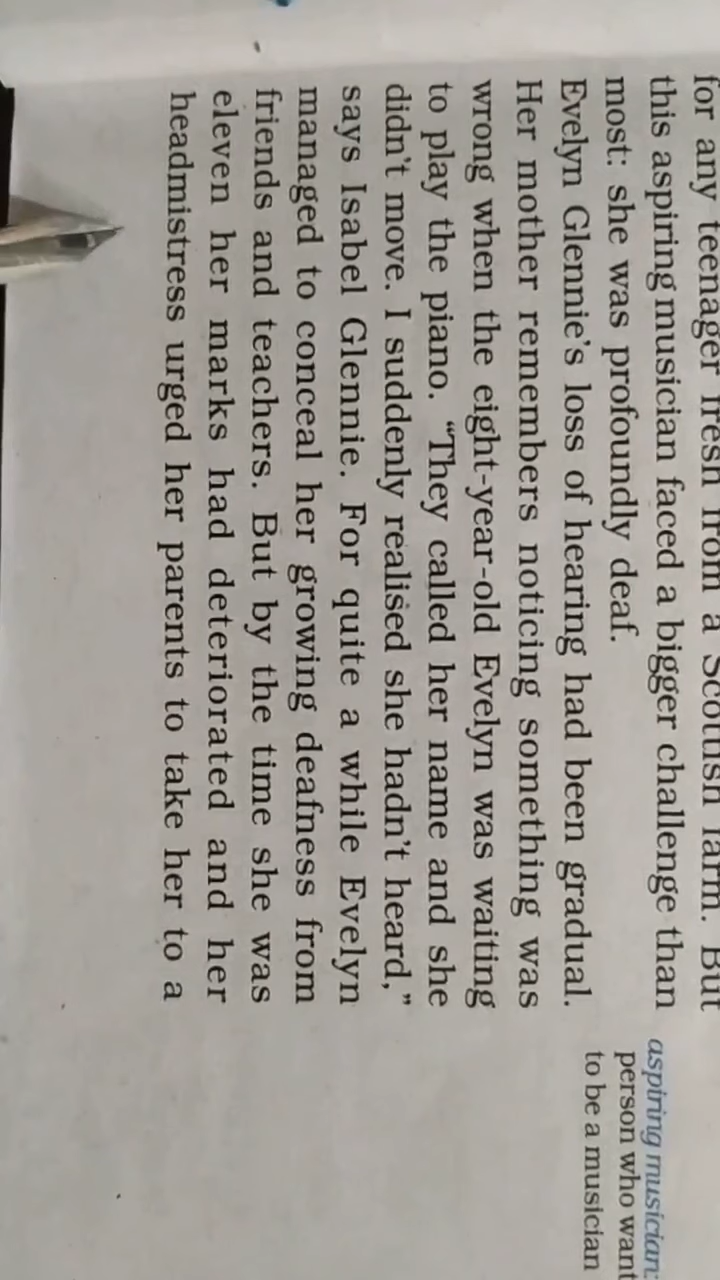 for any teenager fresh from a Scottish farm. But
this aspiring musician faced a bigger challenge than
most: she was profoundly deaf.
Evelyn Glennie's loss of hearing had been gradual.
Her mother remembers noticing something was
wrong when the eight-year-old Evelyn was waiting
to play the piano. “They called her name and she
didn't move. I suddenly realised she hadn't heard,”
says Isabel Glennie. For quite a while Evelyn
managed to conceal her growing deafness from
friends and teachers. But by the time she was
eleven her marks had deteriorated and her
headmistress urged her parents to take her to a
aspiring musician:
person who want
to be a musician